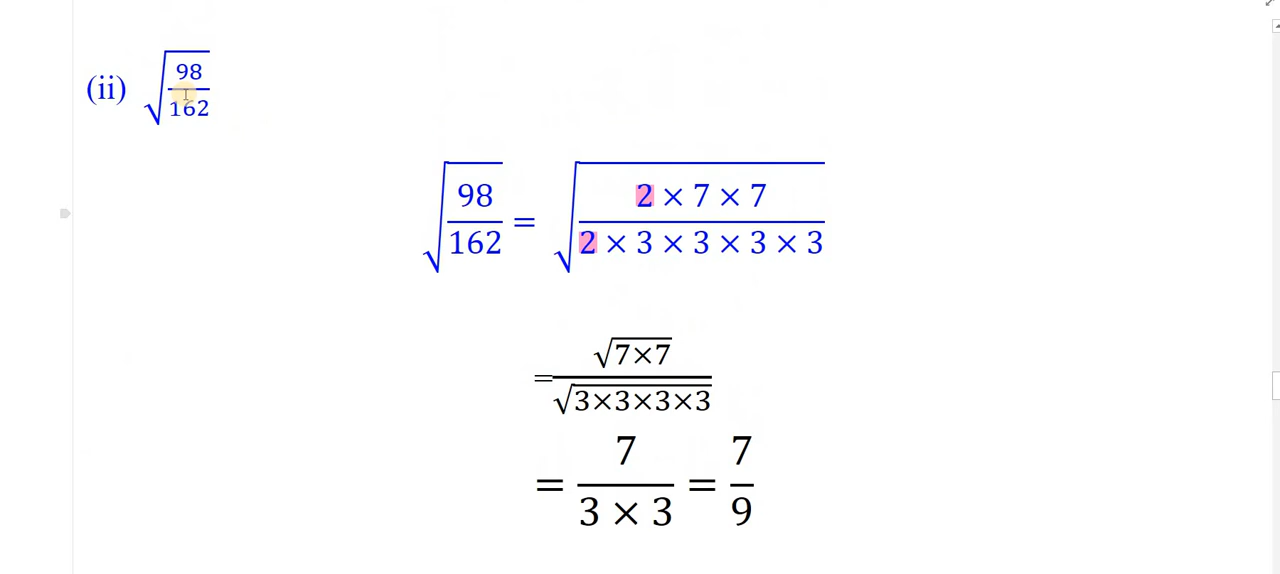 (ii) √(98/162)
√(98/162) = √((2 × 7 × 7)/(2 × 3 × 3 × 3 × 3))
= √(7×7)/√(3×3×3×3)
= 7/(3 × 3) = 7/9